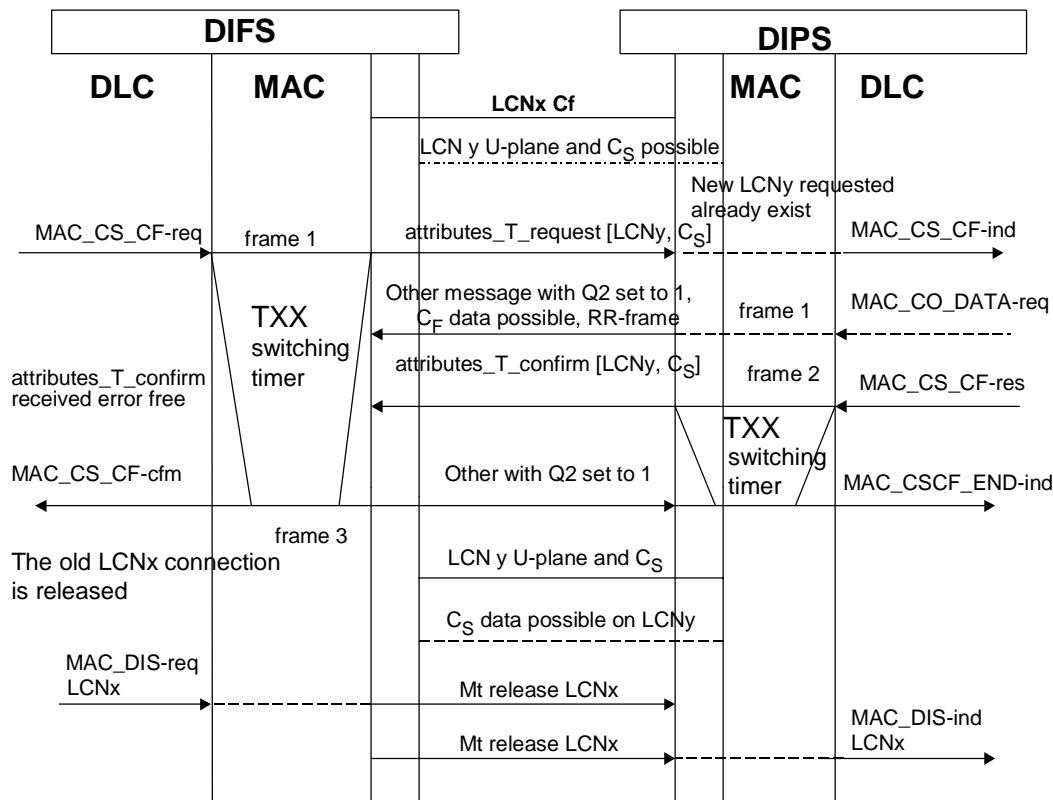 DIFS
DIPS
DLC
MAC
MAC
DLC
LCNx Cf
LCN y U-plane and CS possible
New LCNy requested
already exist
MAC_CS_CF-req
frame 1
attributes_T_request [LCNy, CS]
MAC_CS_CF-ind
Other message with Q2 set to 1,
CF data possible, RR-frame
frame 1
MAC_CO_DATA-req
TXX
switching
timer
attributes_T_confirm [LCNy, CS]
frame 2
MAC_CS_CF-res
attributes_T_confirm
received error free
TXX
switching
timer
MAC_CS_CF-cfm
Other with Q2 set to 1
MAC_CSCF_END-ind
frame 3
The old LCNx connection
is released
LCN y U-plane and CS
CS data possible on LCNy
MAC_DIS-req
LCNx
Mt release LCNx
MAC_DIS-ind
LCNx
Mt release LCNx